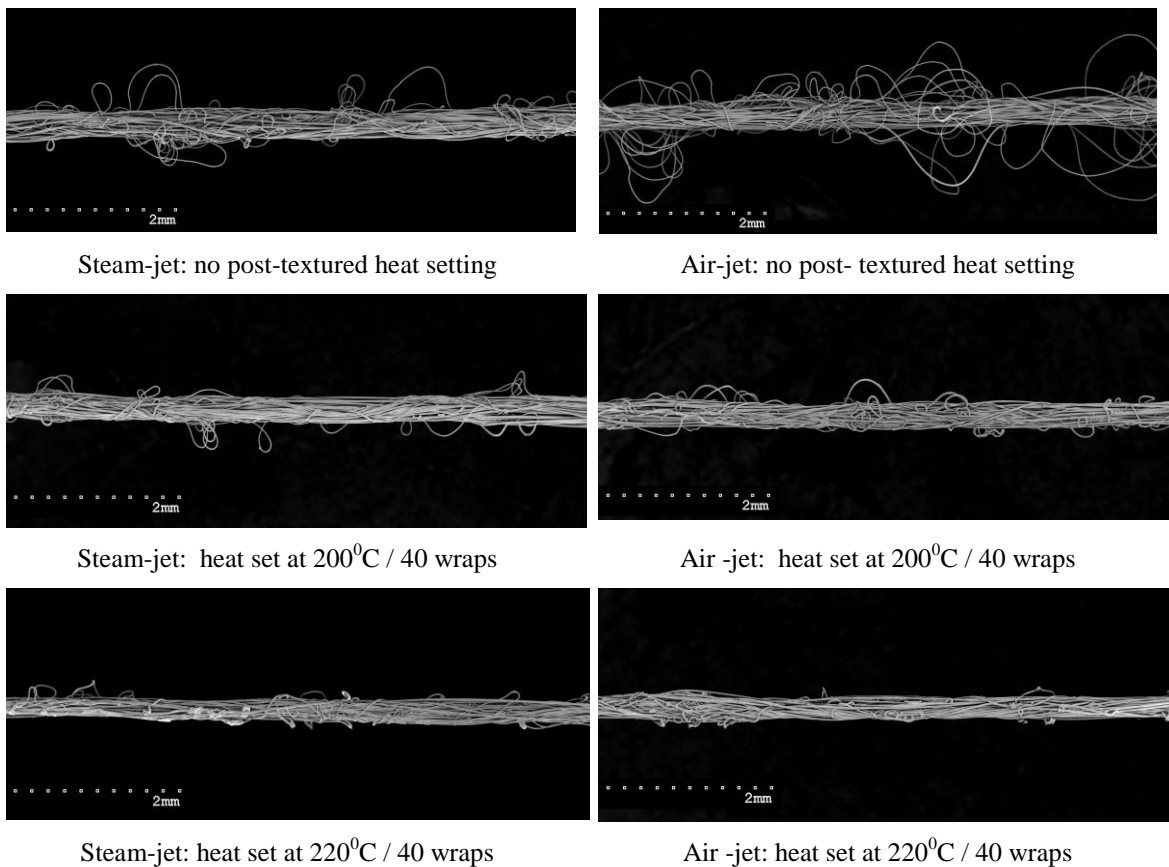 2mm
2mm
Steam-jet: no post-textured heat setting
Air-jet: no post- textured heat setting
2mm
2mm
Steam-jet:  heat set at 200⁰C / 40 wraps
Air -jet:  heat set at 200⁰C / 40 wraps
2mm
2mm
Steam-jet: heat set at 220⁰C / 40 wraps
Air -jet: heat set at 220⁰C / 40 wraps